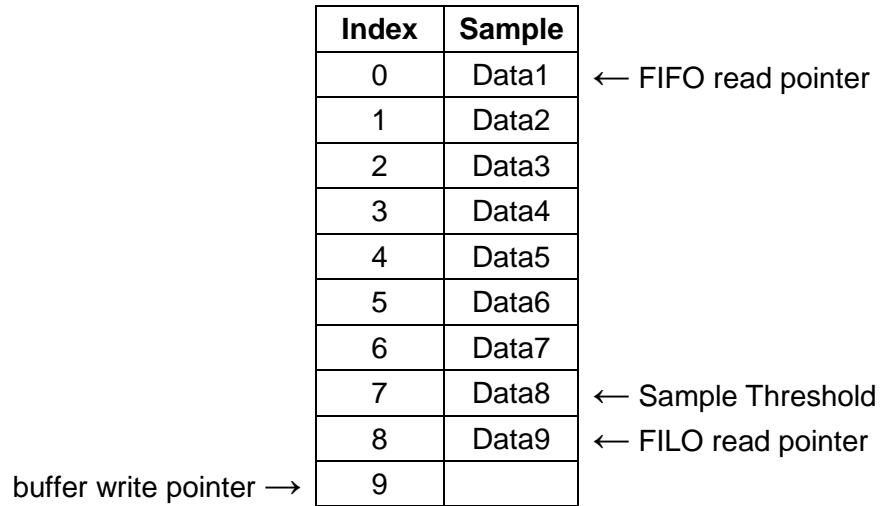 Index Sample
0 Data1 ← FIFO read pointer
1 Data2
2 Data3
3 Data4
4 Data5
5 Data6
6 Data7
7 Data8 ← Sample Threshold
8 Data9 ← FILO read pointer
buffer write pointer → 9